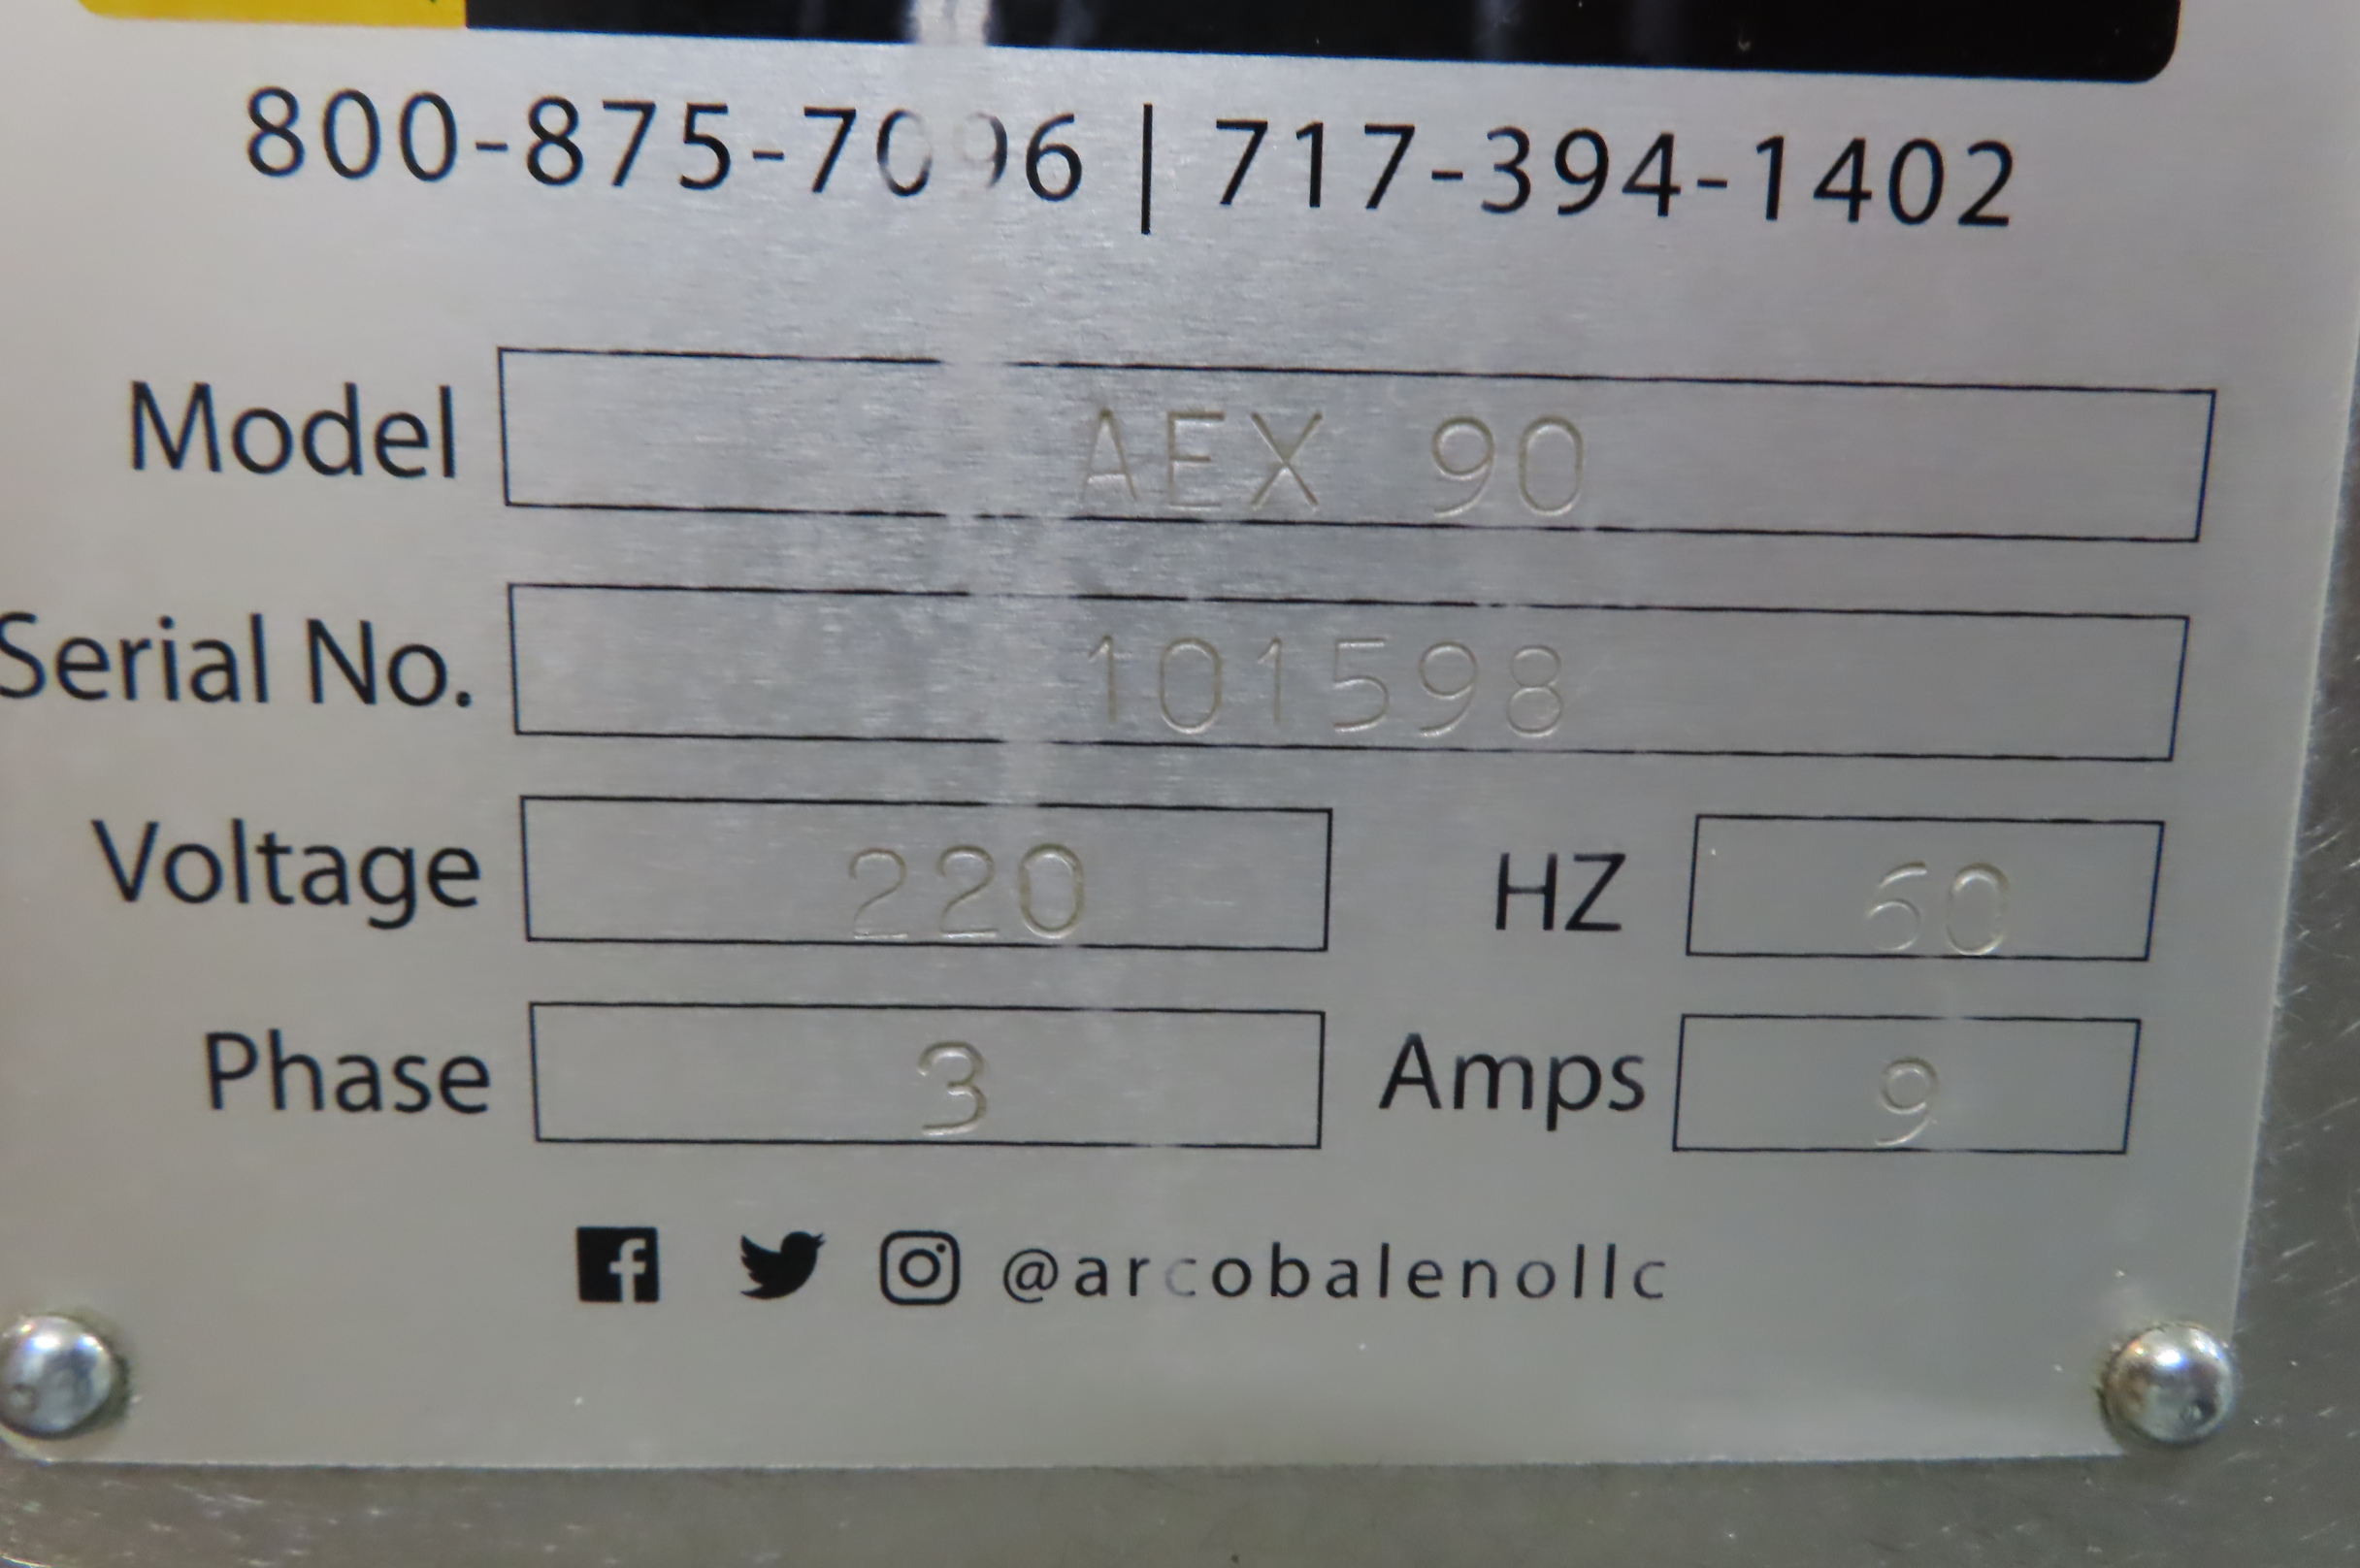 800-875-7096 | 717-394-1402
Model AEX 90
Serial No. 101598
Voltage 220 HZ 60
Phase 3 Amps 9
@arcobalenollc